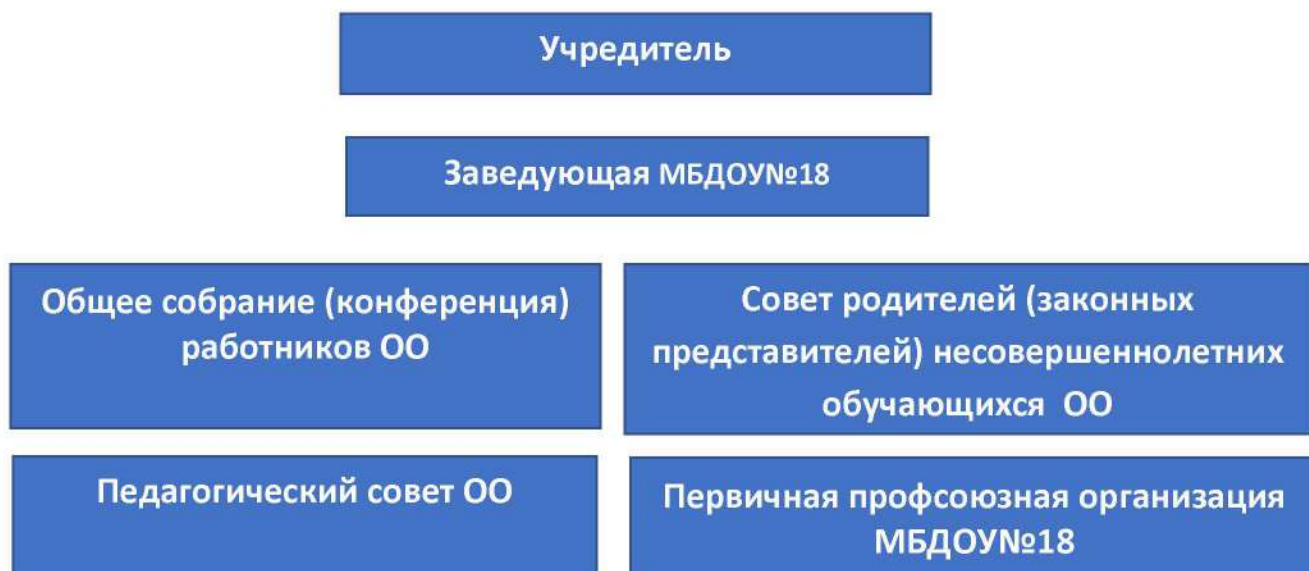 Учредитель
Заведующая МБДОУ№18
Общее собрание (конференция)
работников ОО
Совет родителей (законных
представителей) несовершеннолетних
обучающихся ОО
Педагогический совет ОО
Первичная профсоюзная организация
МБДОУ№18